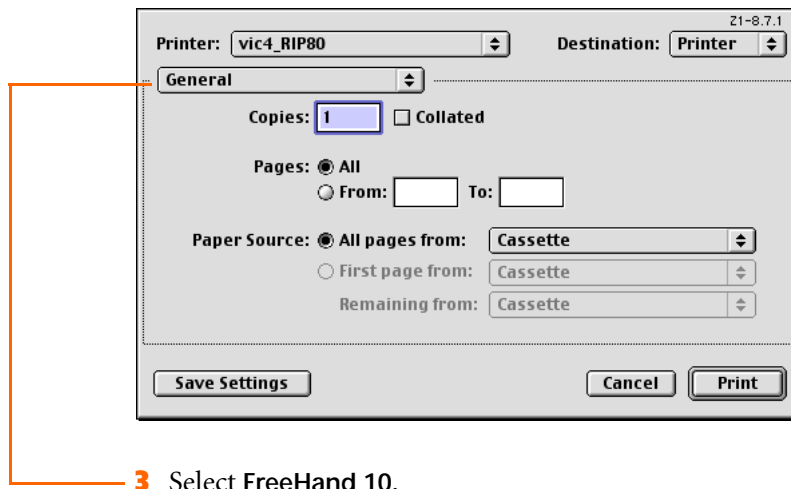 Z1-8.7.1
Printer: vic4_RIP80 Destination: Printer
General
Copies: 1 Collated
Pages: All
From: To:
Paper Source: All pages from: Cassette
First page from: Cassette
Remaining from: Cassette
Save Settings Cancel Print
3 Select FreeHand 10.